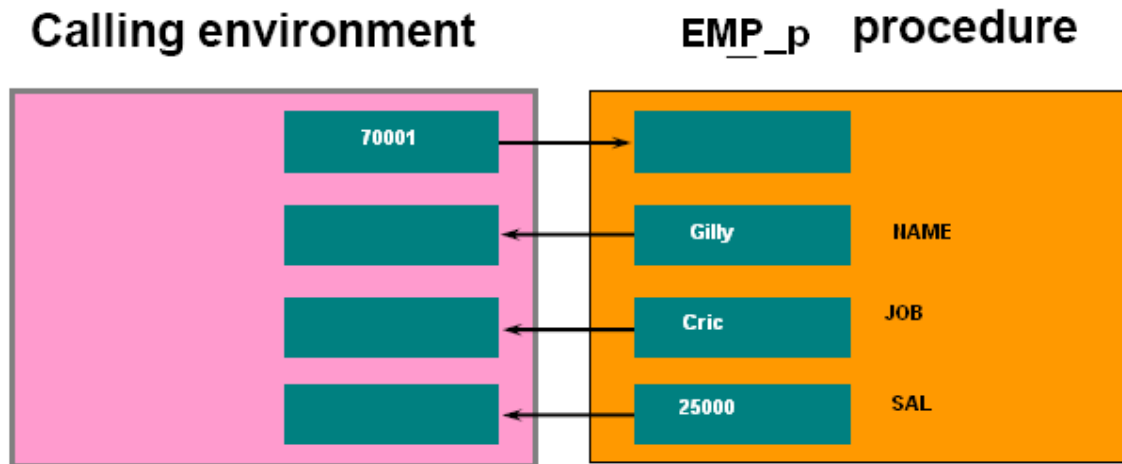 Calling environment EMP_p procedure
70001
Gilly NAME
Cric JOB
25000 SAL